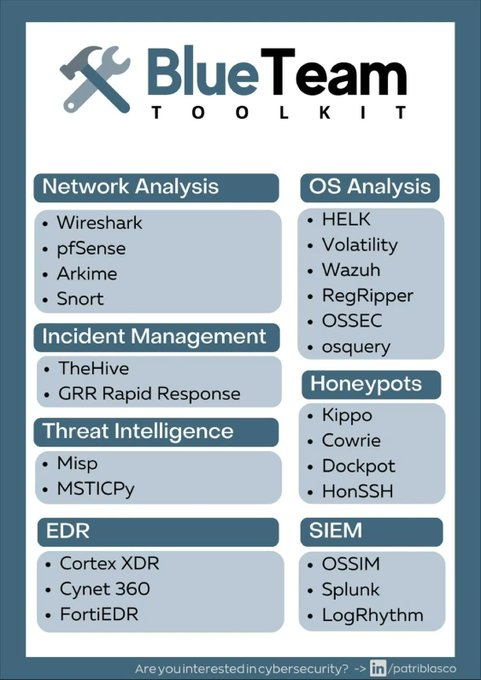 BlueTeam
TOOLKIT
Network Analysis
• Wireshark
• pfSense
• Arkime
• Snort
Incident Management
• TheHive
• GRR Rapid Response
Threat Intelligence
• Misp
• MSTICPy
EDR
• Cortex XDR
• Cynet 360
• FortiEDR
OS Analysis
• HELK
• Volatility
• Wazuh
• RegRipper
• OSSEC
• osquery
Honeypots
• Kippo
• Cowrie
• Dockpot
• HonSSH
SIEM
• OSSIM
• Splunk
• LogRhythm
Are you interested in cybersecurity? -> in/patriblasco